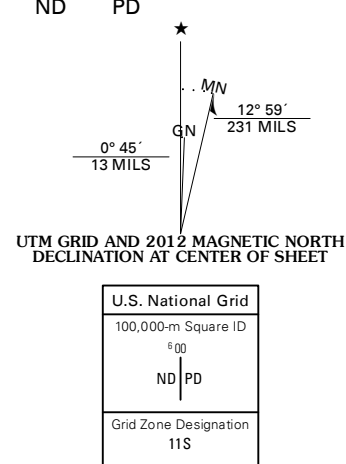 ND PD
★
MN
GN
12° 59´
231 MILS
0° 45´
13 MILS
UTM GRID AND 2012 MAGNETIC NORTH
DECLINATION AT CENTER OF SHEET
U.S. National Grid
100,000-m Square ID
⁶00
ND PD
Grid Zone Designation
11S